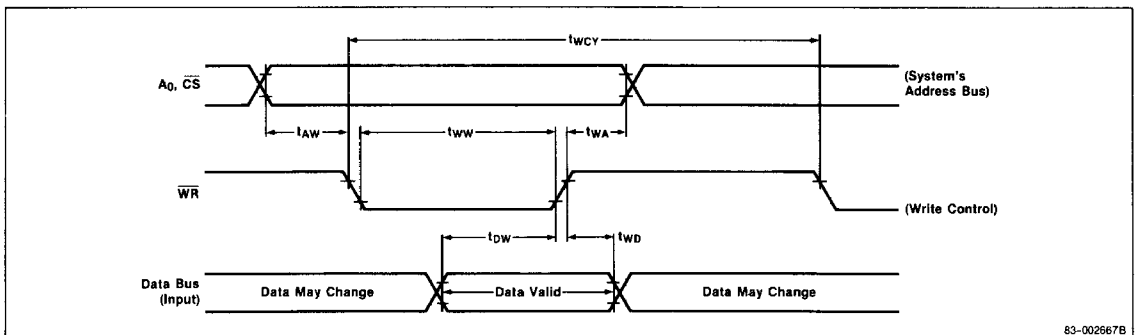 tWCY
A0, CS
(System's
Address Bus)
tAW
tWW
tWA
WR
(Write Control)
tDW
tWD
Data Bus
(Input)
Data May Change
Data Valid
Data May Change
83-002667B